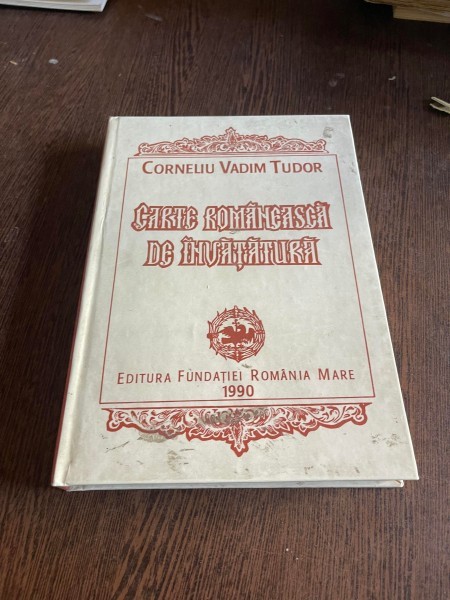 CORNELIU VADIM TUDOR
CARTE ROMÂNEASCĂ
DE ÎNVĂȚĂTURĂ
EDITURA FUNDAȚIEI ROMÂNIA MARE
1990